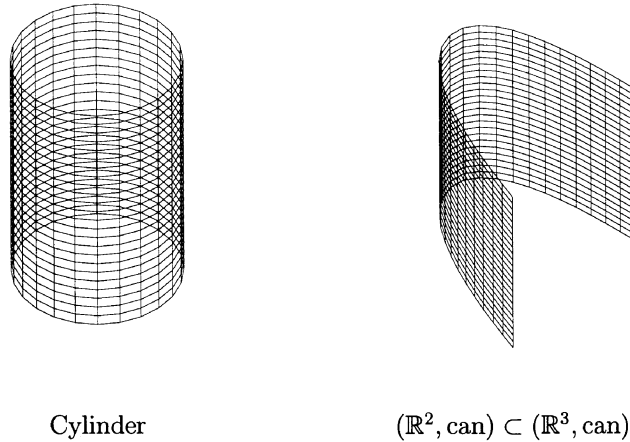 Cylinder
(ℝ², can) ⊂ (ℝ³, can)